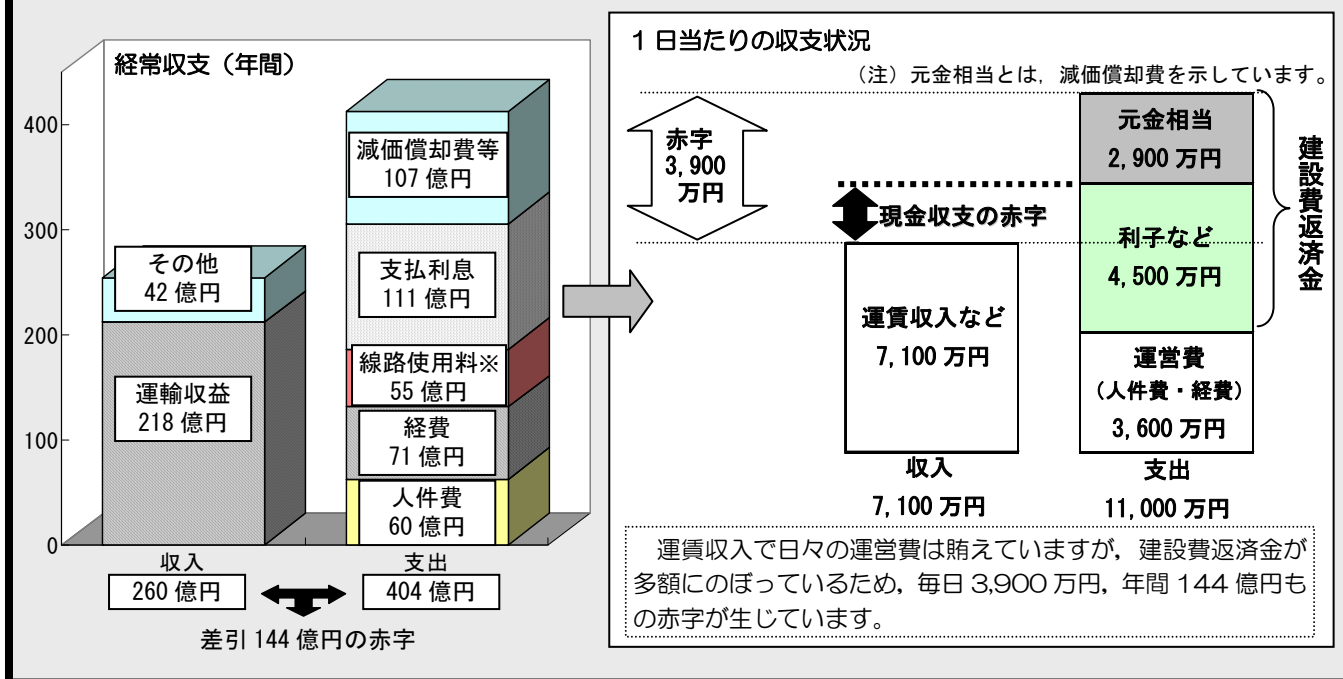 経常収支（年間）
400
300
200
100
0
その他
42 億円
運輸収益
218 億円
減価償却費等
107 億円
支払利息
111 億円
線路使用料※
55 億円
経費
71 億円
人件費
60 億円
収入
260 億円
支出
404 億円
差引 144 億円の赤字
1 日当たりの収支状況
（注）元金相当とは，減価償却費を示しています。
赤字
3,900
万円
現金収支の赤字
運賃収入など
7,100 万円
元金相当
2,900 万円
利子など
4,500 万円
運営費
（人件費・経費）
3,600 万円
建設費返済金
収入
7,100 万円
支出
11,000 万円
運賃収入で日々の運営費は賄えていますが，建設費返済金が
多額にのぼっているため，毎日 3,900 万円，年間 144 億円も
の赤字が生じています。